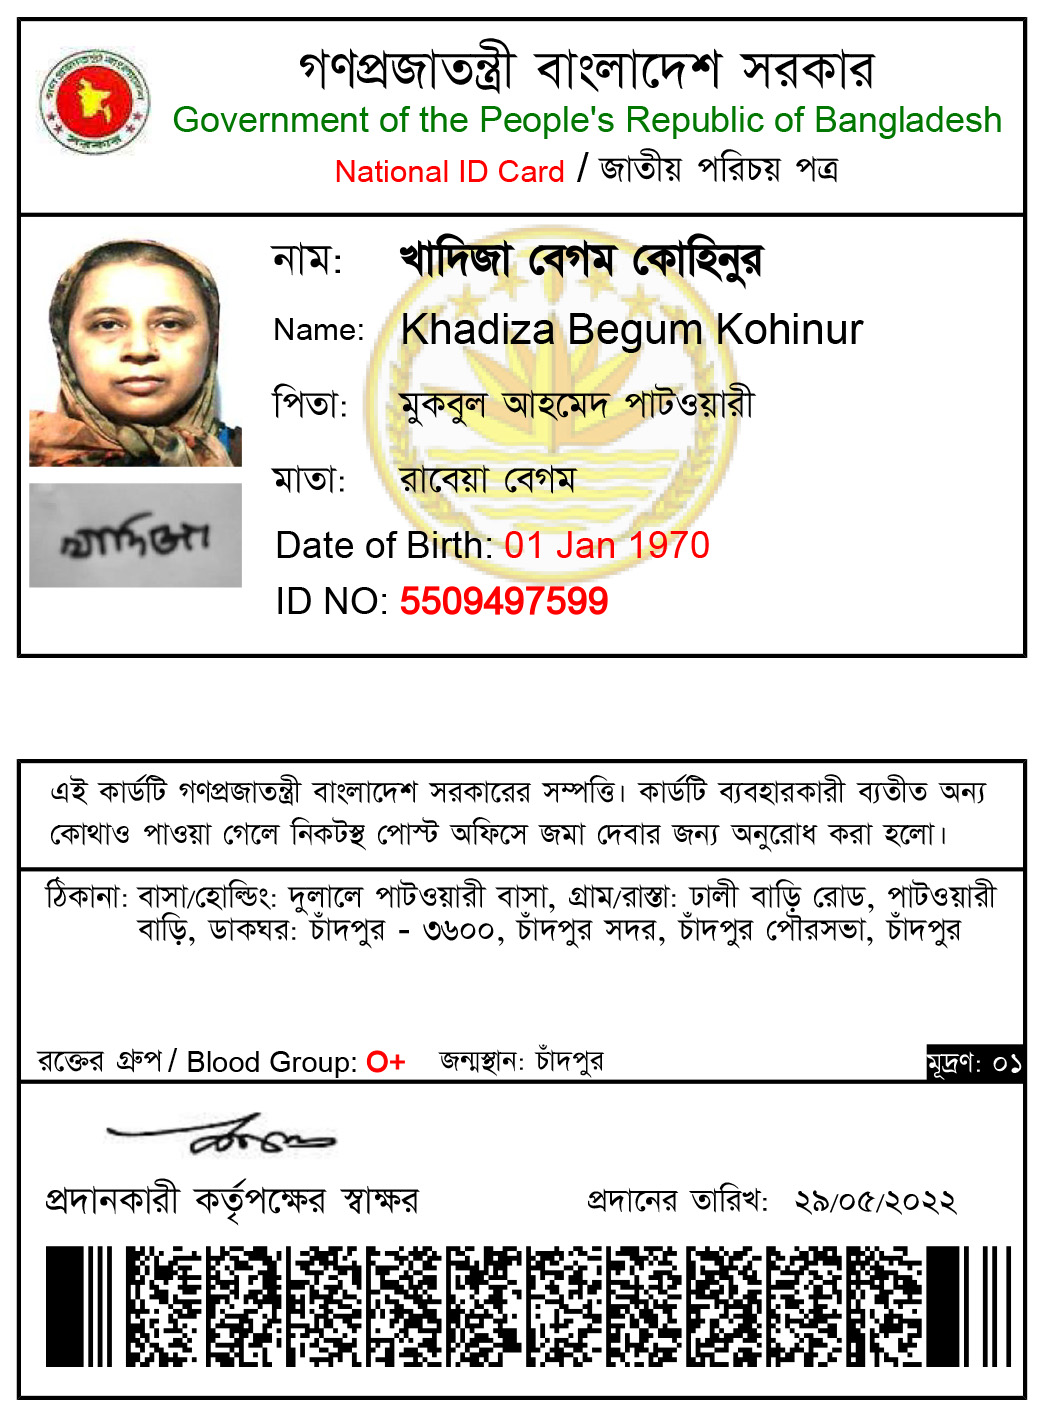 গণপ্রজাতন্ত্রী বাংলাদেশ সরকার
Government of the People's Republic of Bangladesh
National ID Card / জাতীয় পরিচয় পত্র
নাম: খাদিজা বেগম কোহিনুর
Name: Khadiza Begum Kohinur
পিতা: মুকবুল আহমেদ পাটওয়ারী
মাতা: রাবেয়া বেগম
খাদিজা
Date of Birth: 01 Jan 1970
ID NO: 5509497599
এই কার্ডটি গণপ্রজাতন্ত্রী বাংলাদেশ সরকারের সম্পত্তি। কার্ডটি ব্যবহারকারী ব্যতীত অন্য
কোথাও পাওয়া গেলে নিকটস্থ পোস্ট অফিসে জমা দেবার জন্য অনুরোধ করা হলো।
ঠিকানা: বাসা/হোল্ডিং: দুলালে পাটওয়ারী বাসা, গ্রাম/রাস্তা: ঢালী বাড়ি রোড, পাটওয়ারী
বাড়ি, ডাকঘর: চাঁদপুর - ৩৬০০, চাঁদপুর সদর, চাঁদপুর পৌরসভা, চাঁদপুর
রক্তের গ্রুপ / Blood Group: O+ জন্মস্থান: চাঁদপুর মূদ্রণ: ০১
প্রদানকারী কর্তৃপক্ষের স্বাক্ষর প্রদানের তারিখ: ২৯/০৫/২০২২